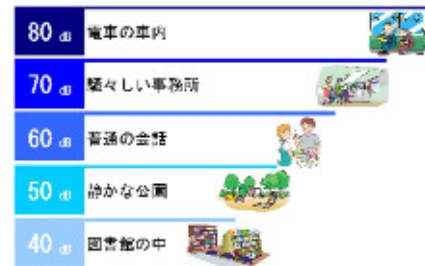 80 dB 電車の車内
70 dB 騒々しい事務所
60 dB 普通の会話
50 dB 静かな公園
40 dB 図書館の中